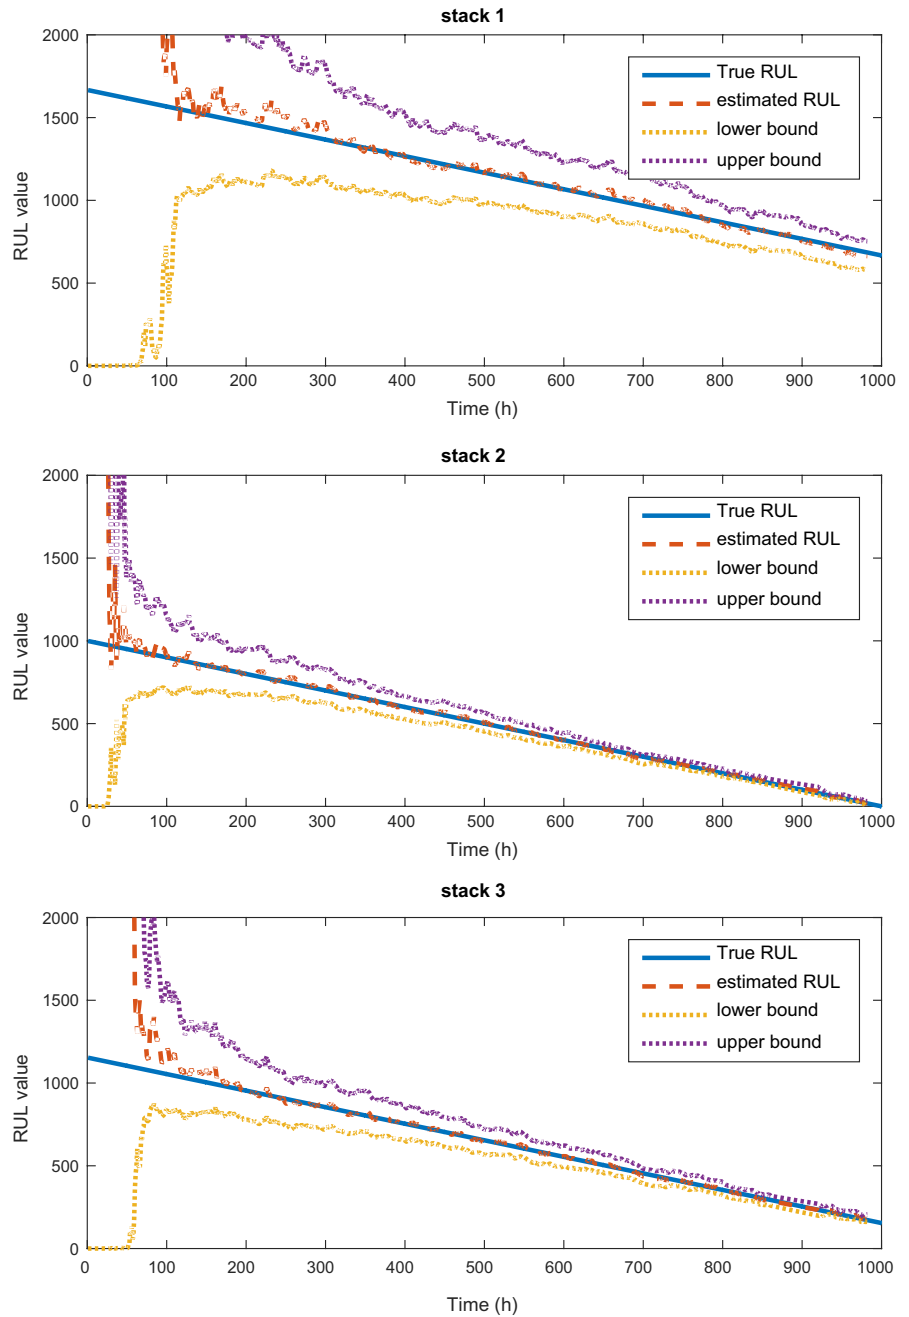 stack 1
2000
1500
1000
500
0
RUL value
True RUL
estimated RUL
lower bound
upper bound
0 100 200 300 400 500 600 700 800 900 1000
Time (h)
stack 2
2000
1500
1000
500
0
RUL value
True RUL
estimated RUL
lower bound
upper bound
0 100 200 300 400 500 600 700 800 900 1000
Time (h)
stack 3
2000
1500
1000
500
0
RUL value
True RUL
estimated RUL
lower bound
upper bound
0 100 200 300 400 500 600 700 800 900 1000
Time (h)